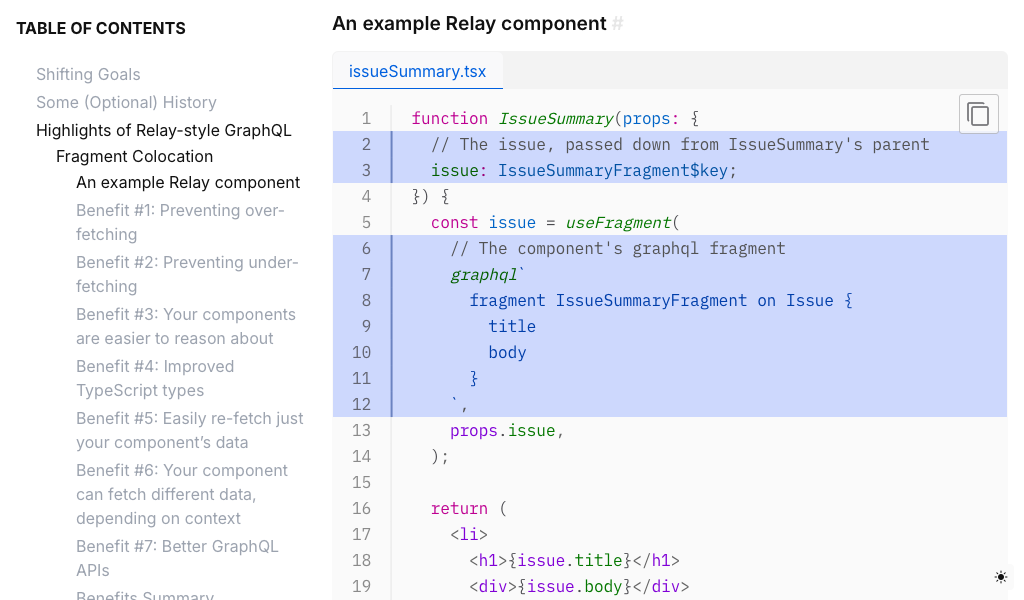 TABLE OF CONTENTS
Shifting Goals
Some (Optional) History
Highlights of Relay-style GraphQL
Fragment Colocation
An example Relay component
Benefit #1: Preventing over-
fetching
Benefit #2: Preventing under-
fetching
Benefit #3: Your components
are easier to reason about
Benefit #4: Improved
TypeScript types
Benefit #5: Easily re-fetch just
your component’s data
Benefit #6: Your component
can fetch different data,
depending on context
Benefit #7: Better GraphQL
APIs
Benefits Summary
An example Relay component #
issueSummary.tsx
1 function IssueSummary(props: {
2 // The issue, passed down from IssueSummary's parent
3 issue: IssueSummaryFragment$key;
4 }) {
5 const issue = useFragment(
6 // The component's graphql fragment
7 graphql`
8 fragment IssueSummaryFragment on Issue {
9 title
10 body
11 }
12 `,
13 props.issue,
14 );
15
16 return (
17 <li>
18 <h1>{issue.title}</h1>
19 <div>{issue.body}</div>